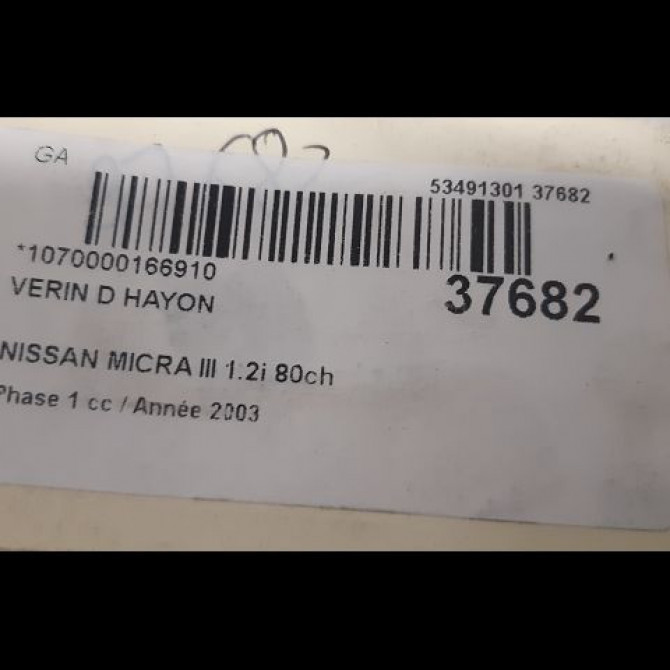 GA
53491301 37682
*1070000166910
37682
VERIN D HAYON
NISSAN MICRA III 1.2i 80ch
Phase 1 cc / Année 2003